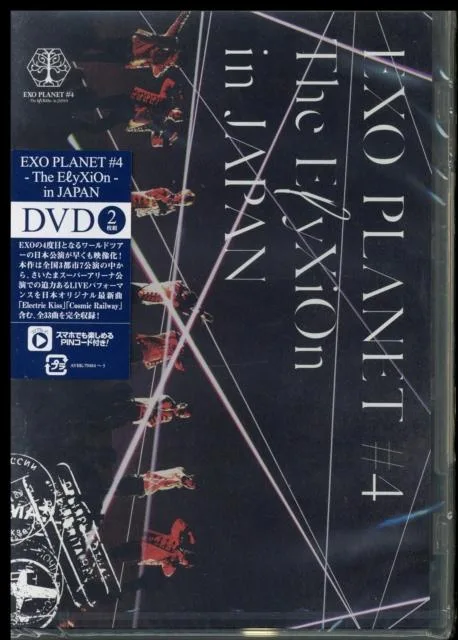 EXO PLANET #4
- The EℓyXiOn - in JAPAN
EXO PLANET #4
The EℓyXiOn
in JAPAN
EXO PLANET #4
- The EℓyXiOn -
in JAPAN
DVD 2枚組
EXOの4度目となるワールドツア
ーの日本公演が早くも映像化!
本作は全国3都市7公演の中か
ら、さいたまスーパーアリーナ公
演での迫力あるLIVEパフォーマ
ンスを日本オリジナル最新曲
「Electric Kiss」「Cosmic Railway」
含む、全33曲を完全収録!
スマホでも楽しめる
PINコード付き!
プラ
AVBK-79484～5